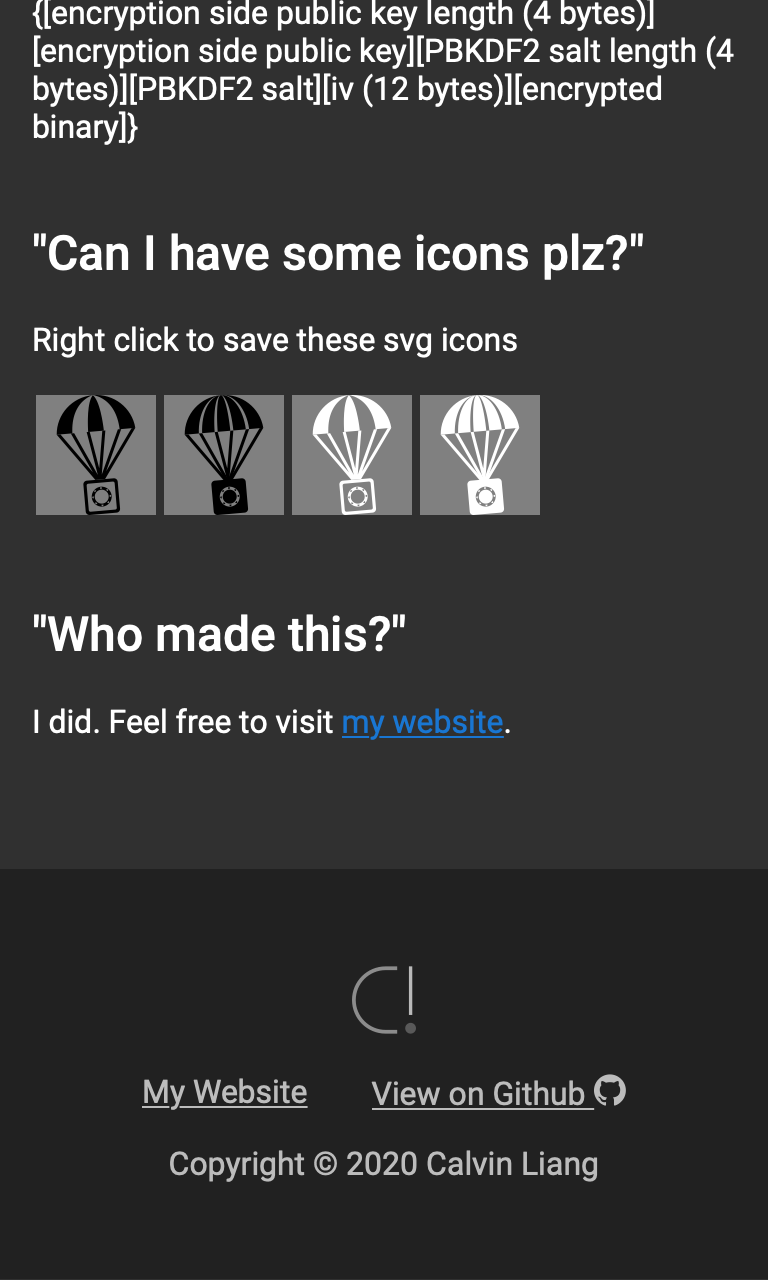 {[encryption side public key length (4 bytes)]
[encryption side public key][PBKDF2 salt length (4
bytes)][PBKDF2 salt][iv (12 bytes)][encrypted
binary]}
"Can I have some icons plz?"
Right click to save these svg icons
"Who made this?"
I did. Feel free to visit my website.
C!
My Website
View on Github
Copyright © 2020 Calvin Liang